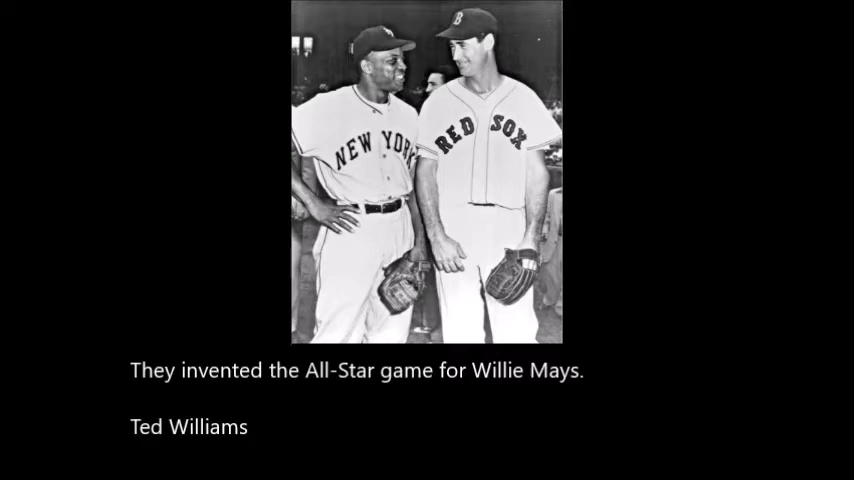 B
NEW YORK
RED SOX
They invented the All-Star game for Willie Mays.
Ted Williams